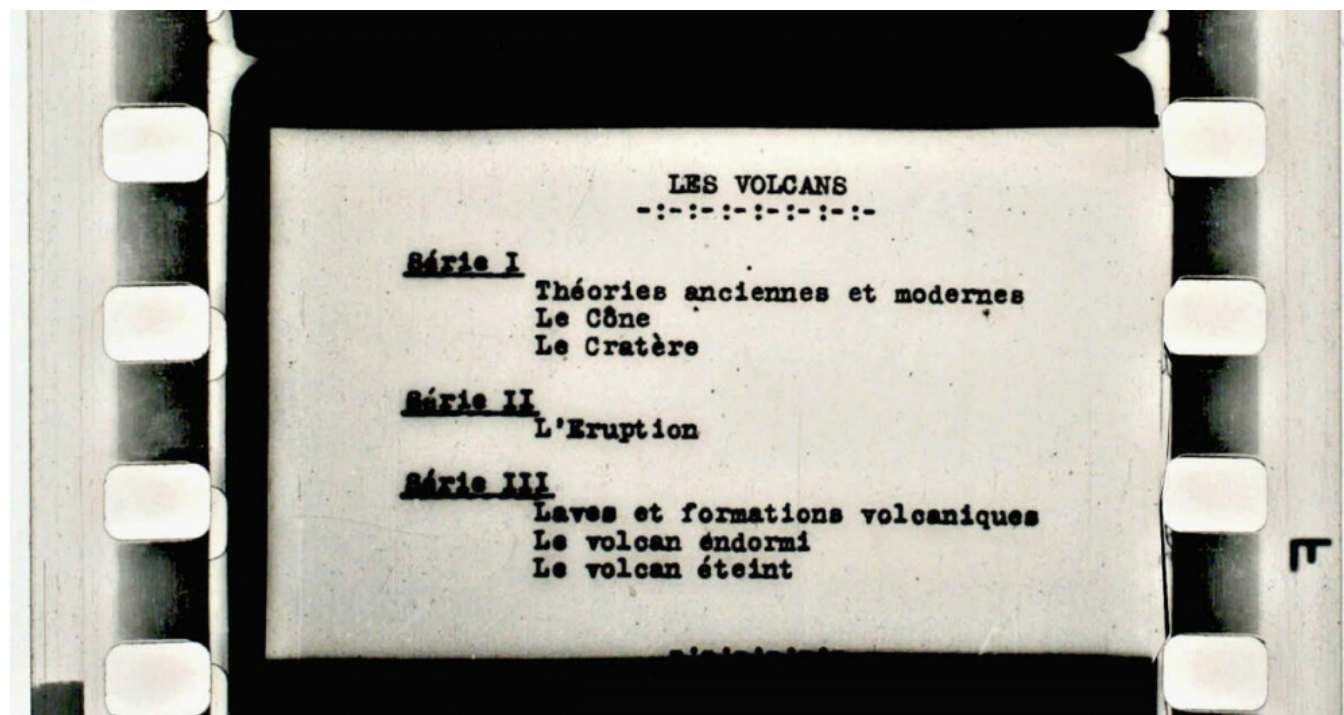 LES VOLCANS
-:-:-:-:-:-:-:-
Série I
Théories anciennes et modernes
Le Cône
Le Cratère
Série II
L'Eruption
Série III
Laves et formations volcaniques
Le volcan éndormi
Le volcan éteint
F